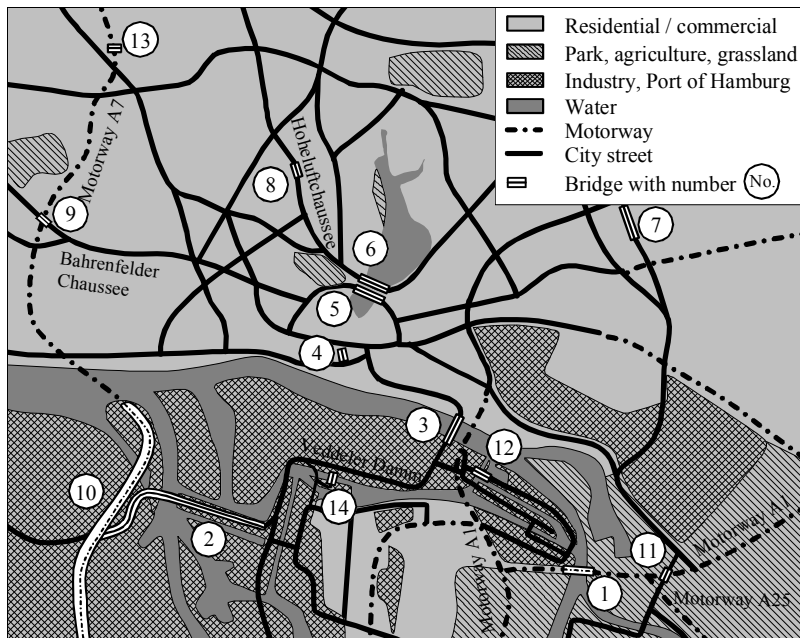 Residential / commercial
Park, agriculture, grassland
Industry, Port of Hamburg
Water
Motorway
City street
Bridge with number No.
13
Motorway A7
Hoheluftchaussee
8
9
7
6
Bahrenfelder
Chaussee
5
4
3
12
Veddeler Damm
10
14
2
11
Motorway A1
Motorway A1
1
Motorway A25